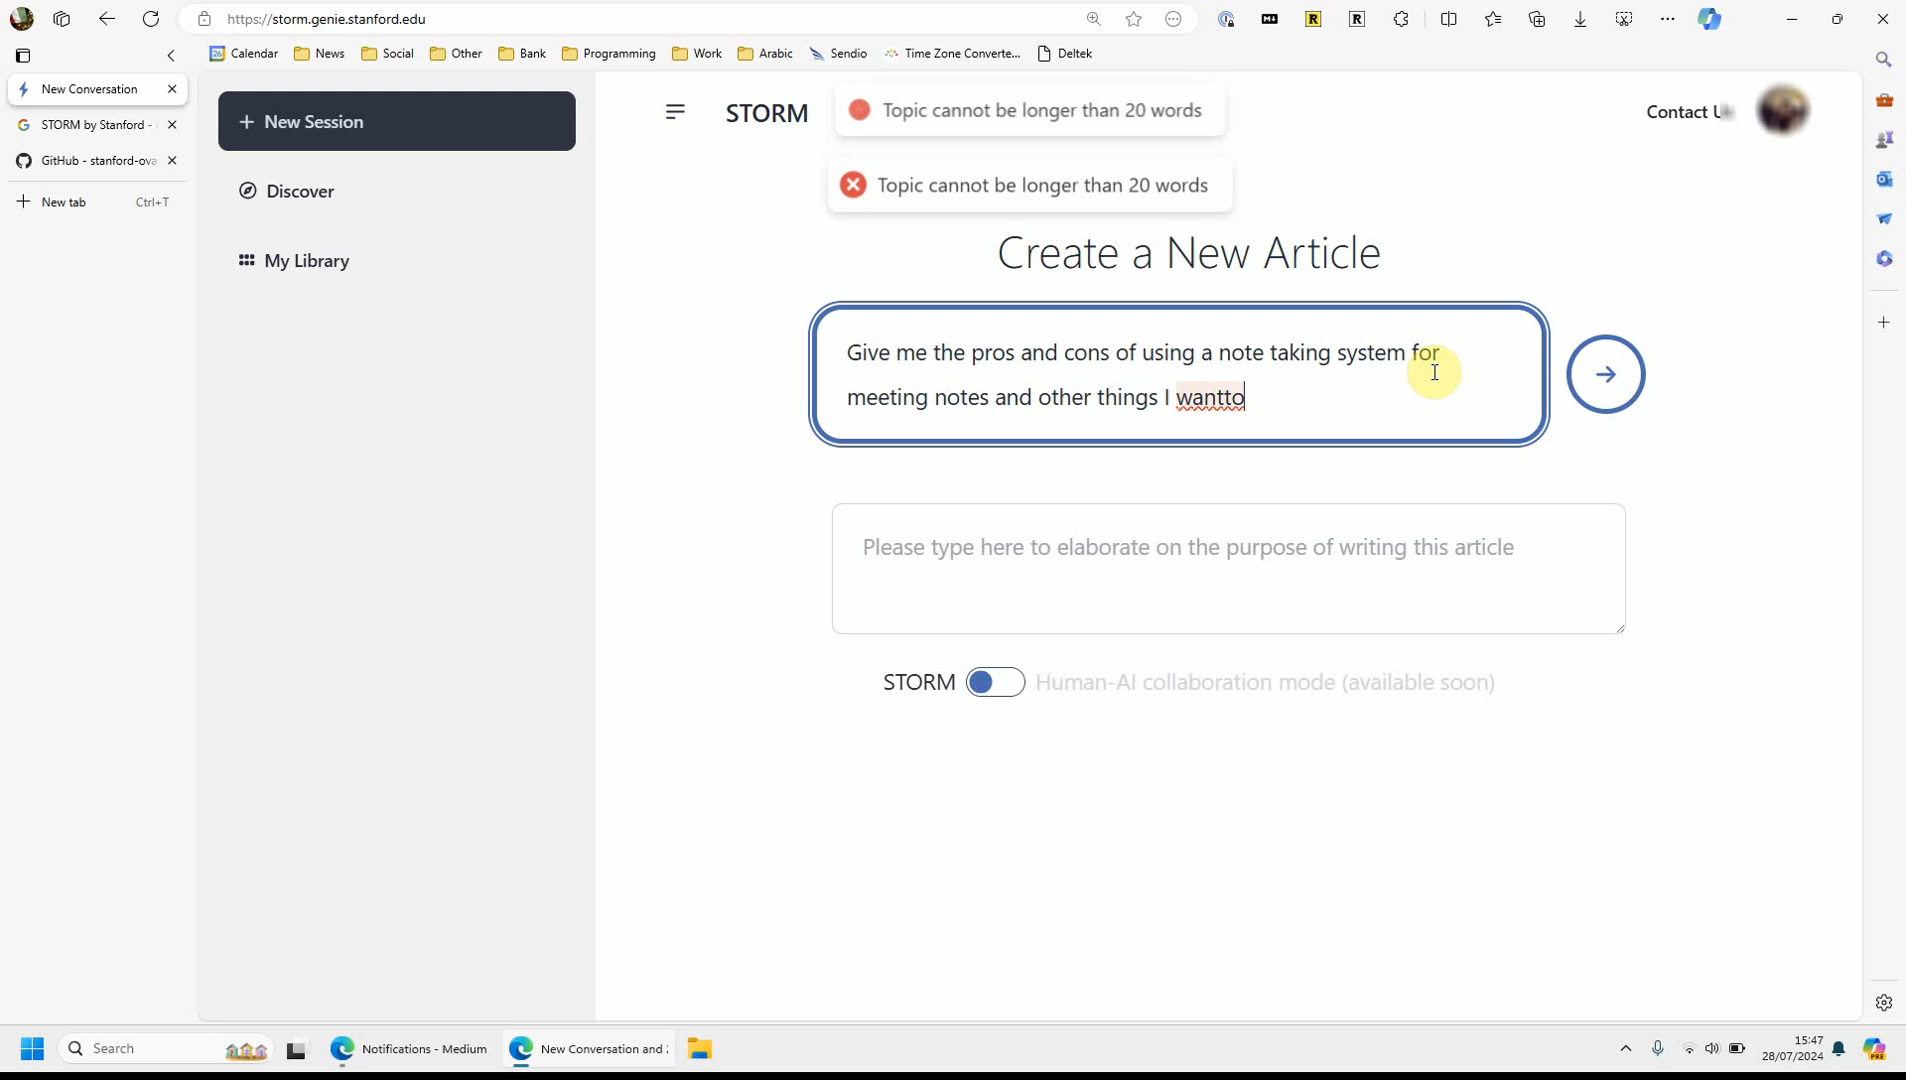 https://storm.genie.stanford.edu
Calendar News Social Other Bank Programming Work Arabic Sendio Time Zone Converte... Deltek
New Conversation
STORM by Stanford -
GitHub - stanford-ova
New tab Ctrl+T
+ New Session
Discover
My Library
STORM
Topic cannot be longer than 20 words
Contact
Topic cannot be longer than 20 words
Create a New Article
Give me the pros and cons of using a note taking system for
meeting notes and other things I wantto
Please type here to elaborate on the purpose of writing this article
STORM Human-AI collaboration mode (available soon)
Search
Notifications - Medium
New Conversation and
15:47
28/07/2024
PRE